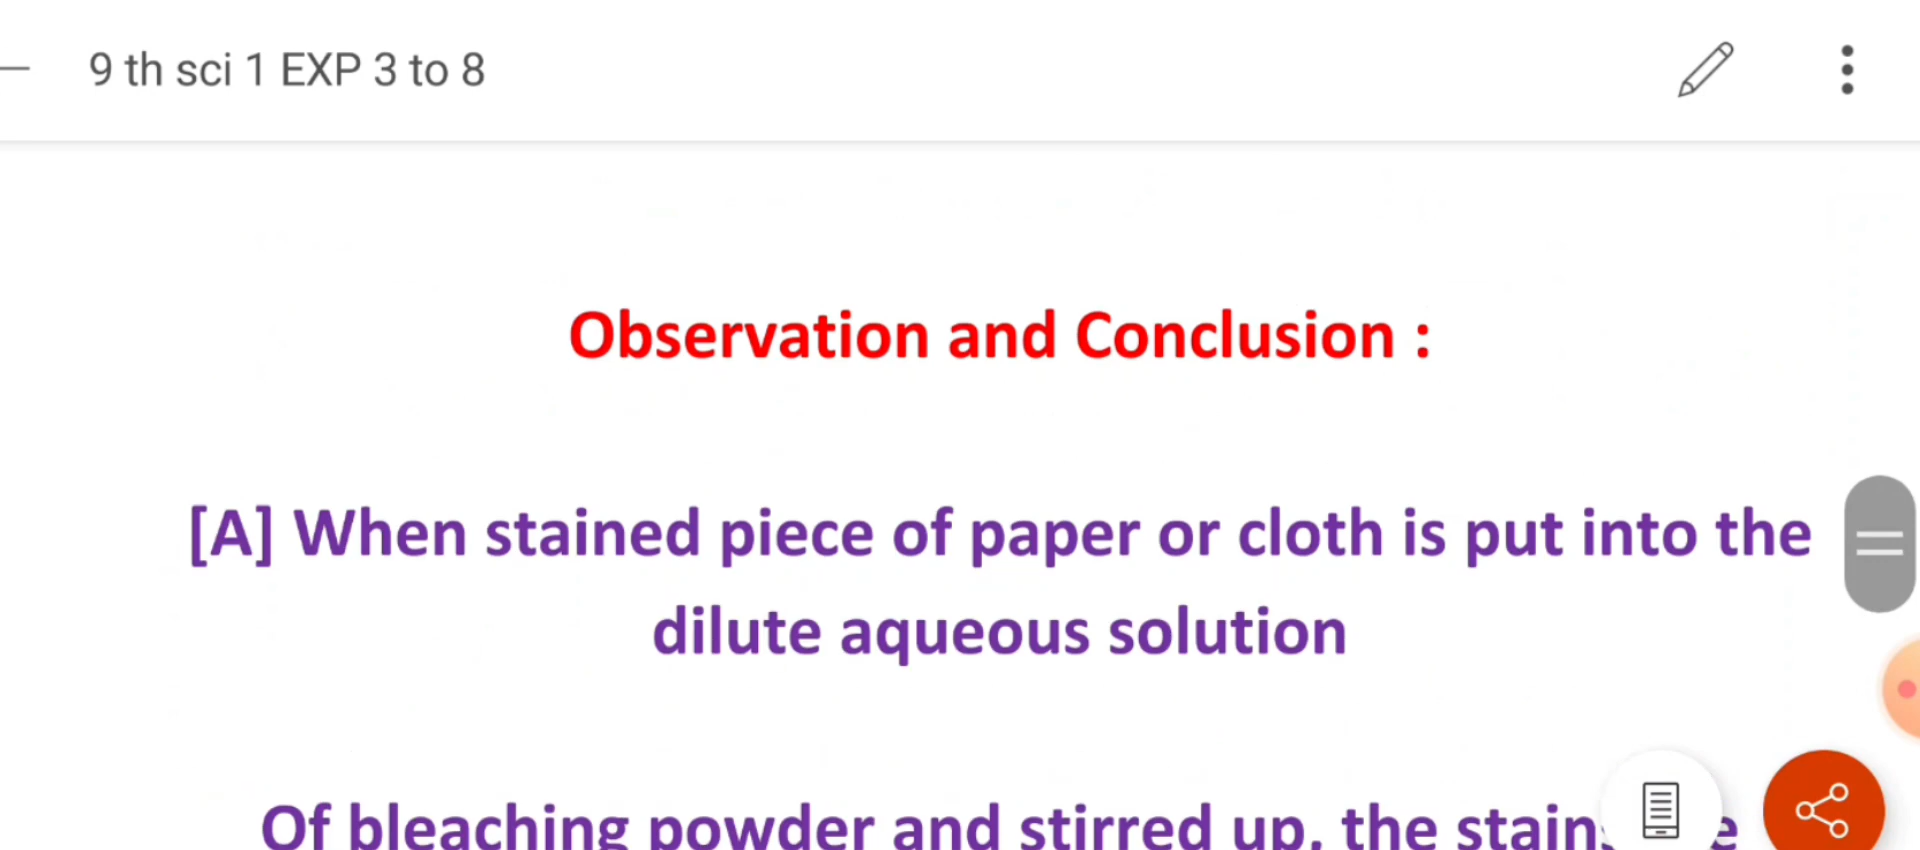 9 th sci 1 EXP 3 to 8
Observation and Conclusion :
[A] When stained piece of paper or cloth is put into the
dilute aqueous solution
Of bleaching powder and stirred up, the